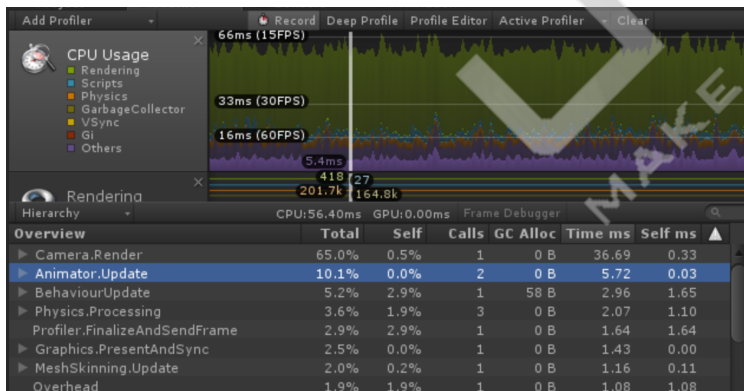 Add Profiler Record Deep Profile Profile Editor Active Profiler Clear
CPU Usage
Rendering
Scripts
Physics
GarbageCollector
VSync
Gi
Others
66ms (15FPS)
33ms (30FPS)
16ms (60FPS)
5.4ms
418 27
201.7k 164.8k
MAKE
Rendering
Hierarchy CPU:56.40ms GPU:0.00ms Frame Debugger
Overview Total Self Calls GC Alloc Time ms Self ms
Camera.Render 65.0% 0.5% 1 0 B 36.69 0.33
Animator.Update 10.1% 0.0% 2 0 B 5.72 0.03
BehaviourUpdate 5.2% 2.9% 1 58 B 2.96 1.65
Physics.Processing 3.6% 1.9% 3 0 B 2.07 1.10
Profiler.FinalizeAndSendFrame 2.9% 2.9% 1 0 B 1.64 1.64
Graphics.PresentAndSync 2.5% 0.0% 1 0 B 1.43 0.00
MeshSkinning.Update 2.0% 0.2% 1 0 B 1.16 0.11
Overhead 1.9% 1.9% 1 0 B 1.08 1.08